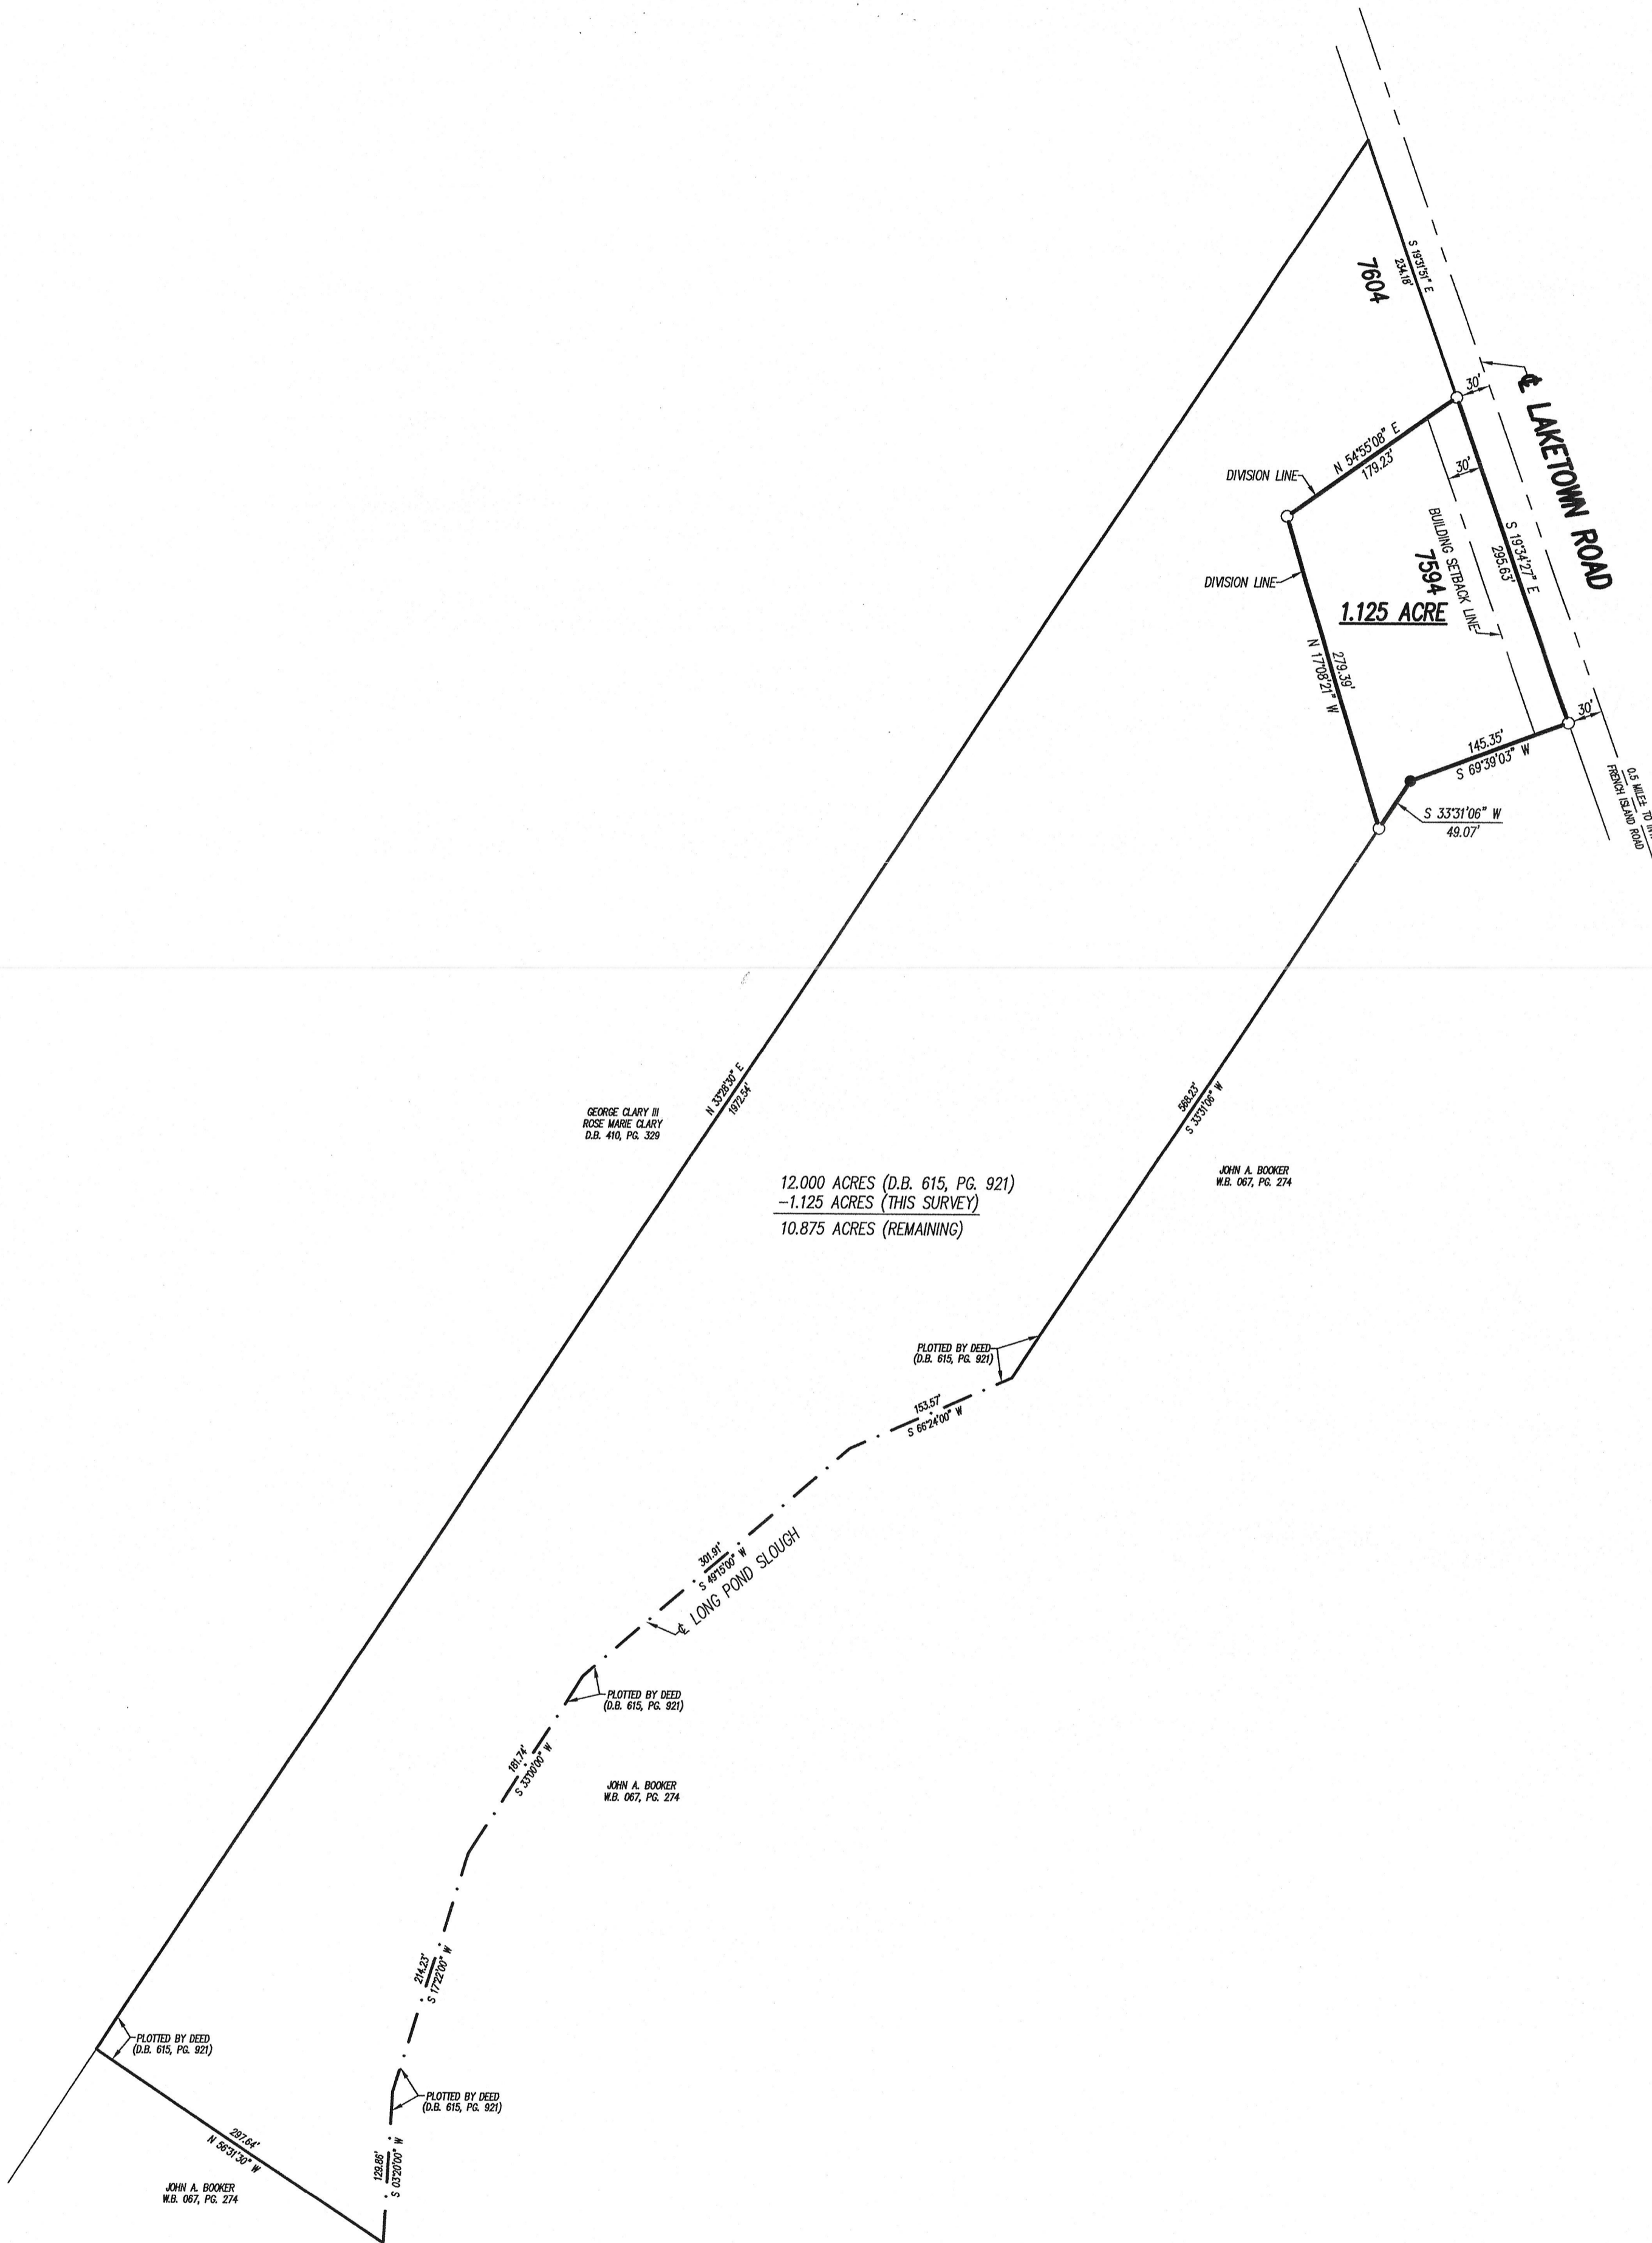 S 19°31'51" E
234.18'
7604
30'
℄ LAKETOWN ROAD
N 54°55'08" E
179.23'
DIVISION LINE
30'
BUILDING SETBACK LINE
7594
S 19°34'27" E
295.63'
DIVISION LINE
1.125 ACRE
279.39'
N 17°08'21" W
30'
145.35'
S 69°39'03" W
0.5 MILE± TO
FRENCH ISLAND ROAD
S 33°31'06" W
49.07'
N 33°28'30" E
1972.54'
GEORGE CLARY III
ROSE MARIE CLARY
D.B. 410, PG. 329
568.23'
S 33°31'06" W
JOHN A. BOOKER
W.B. 067, PG. 274
12.000 ACRES (D.B. 615, PG. 921)
-1.125 ACRES (THIS SURVEY)
10.875 ACRES (REMAINING)
PLOTTED BY DEED
(D.B. 615, PG. 921)
153.57'
S 66°24'00" W
301.91'
S 49°15'00" W
℄ LONG POND SLOUGH
PLOTTED BY DEED
(D.B. 615, PG. 921)
181.74'
S 33°00'00" W
JOHN A. BOOKER
W.B. 067, PG. 274
214.23'
S 17°22'00" W
PLOTTED BY DEED
(D.B. 615, PG. 921)
PLOTTED BY DEED
(D.B. 615, PG. 921)
297.64'
N 56°31'30" W
129.86'
S 03°20'00" W
JOHN A. BOOKER
W.B. 067, PG. 274